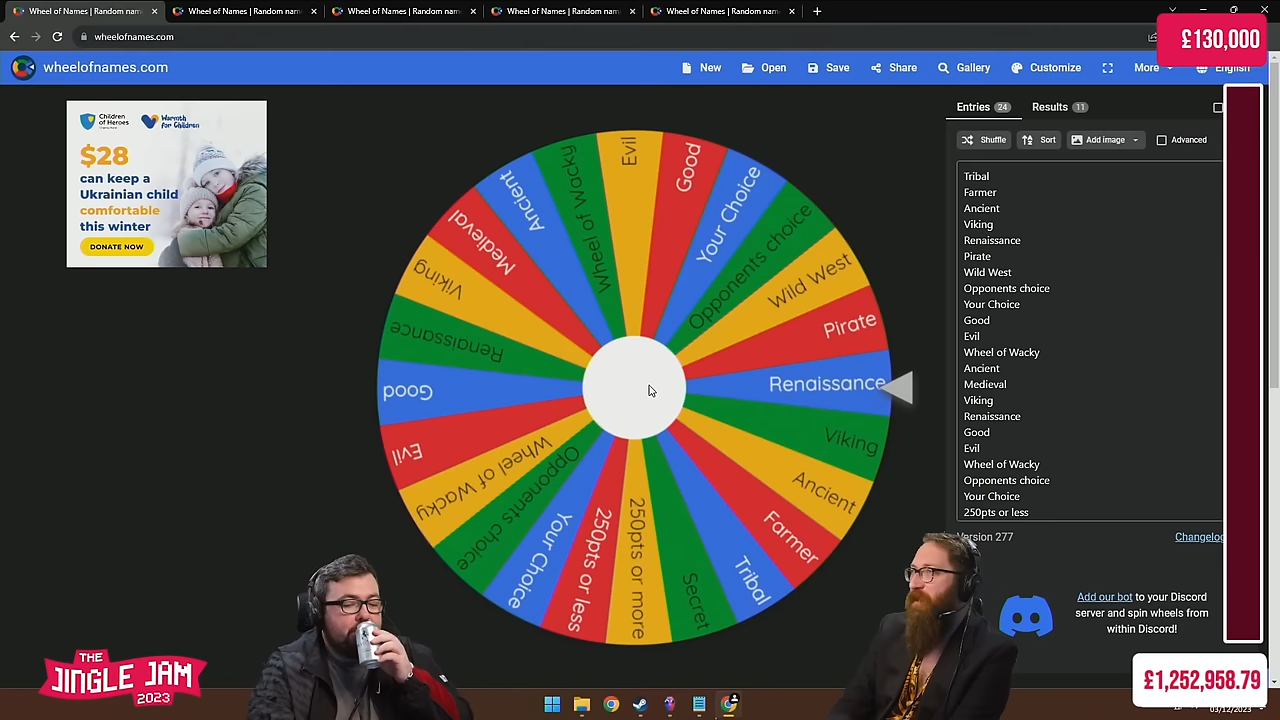 Wheel of Names | Random nam
Wheel of Names | Random name
Wheel of Names | Random name
Wheel of Names | Random name
Wheel of Names | Random name
wheelofnames.com
£130,000
wheelofnames.com
New
Open
Save
Share
Gallery
Customize
More
English
Children of Heroes
Warmth for Children
$28
can keep a
Ukrainian child
comfortable
this winter
DONATE NOW
Evil
Good
Your Choice
Opponents choice
Wild West
Pirate
Renaissance
Viking
Ancient
Farmer
Tribal
Secret
250pts or more
250pts or less
Your Choice
Opponents choice
Wheel of Wacky
Evil
Good
Renaissance
Viking
Medieval
Ancient
Wheel of Wacky
Entries 24
Results 11
Shuffle
Sort
Add image
Advanced
Tribal
Farmer
Ancient
Viking
Renaissance
Pirate
Wild West
Opponents choice
Your Choice
Good
Evil
Wheel of Wacky
Ancient
Medieval
Viking
Renaissance
Good
Evil
Wheel of Wacky
Opponents choice
Your Choice
250pts or less
Version 277
Changelog
Add our bot to your Discord
server and spin wheels from
within Discord!
THE
JINGLE JAM
2023
£1,252,958.79
03/12/2023